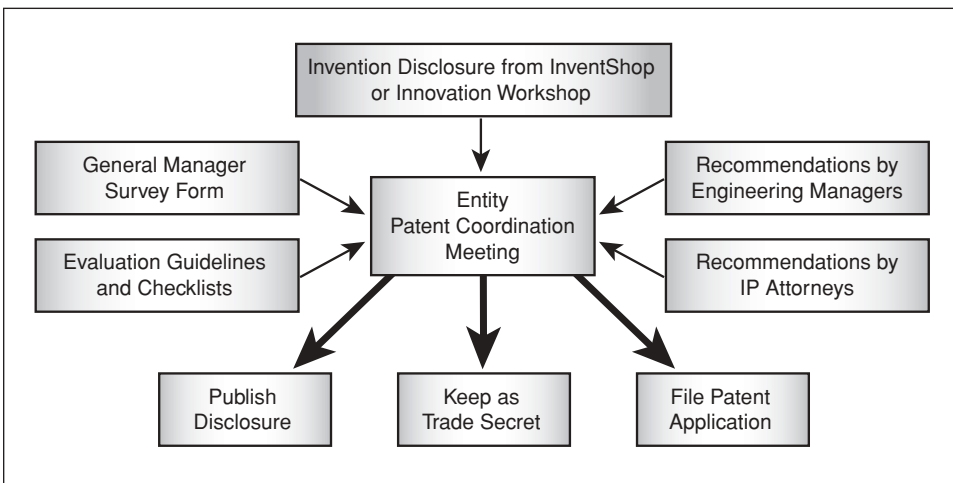 Invention Disclosure from InventShop
or Innovation Workshop
General Manager
Survey Form
Recommendations by
Engineering Managers
Entity
Patent Coordination
Meeting
Evaluation Guidelines
and Checklists
Recommendations by
IP Attorneys
Publish
Disclosure
Keep as
Trade Secret
File Patent
Application